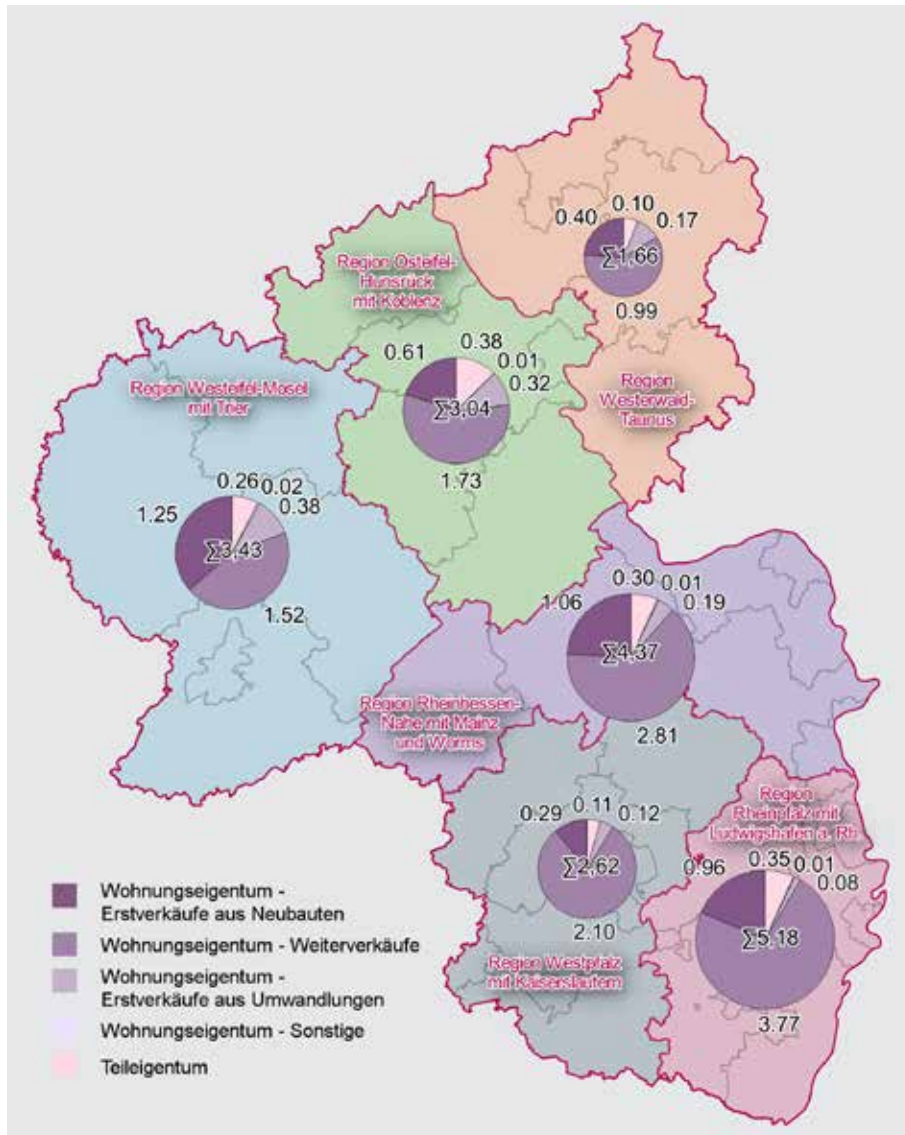 0.40
0.10
0.17
∑1,66
0.99
Region Osteifel-
Hunsrück
mit Koblenz
0.61
0.38
0.01
0.32
∑3,04
1.73
Region
Westerwald-
Taunus
Region Westeifel-Mosel
mit Trier
1.25
0.26
0.02
0.38
∑3,43
1.52
1.06
0.30
0.01
0.19
∑4,37
2.81
Region Rheinhessen-
Nahe mit Mainz
und Worms
0.29
0.11
0.12
∑2,62
2.10
Region Westpfalz
mit Kaiserslautern
Region
Rheinpfalz mit
Ludwigshafen a. Rh.
0.96
0.35
0.01
0.08
∑5,18
3.77
Wohnungseigentum -
Erstverkäufe aus Neubauten
Wohnungseigentum - Weiterverkäufe
Wohnungseigentum -
Erstverkäufe aus Umwandlungen
Wohnungseigentum - Sonstige
Teileigentum